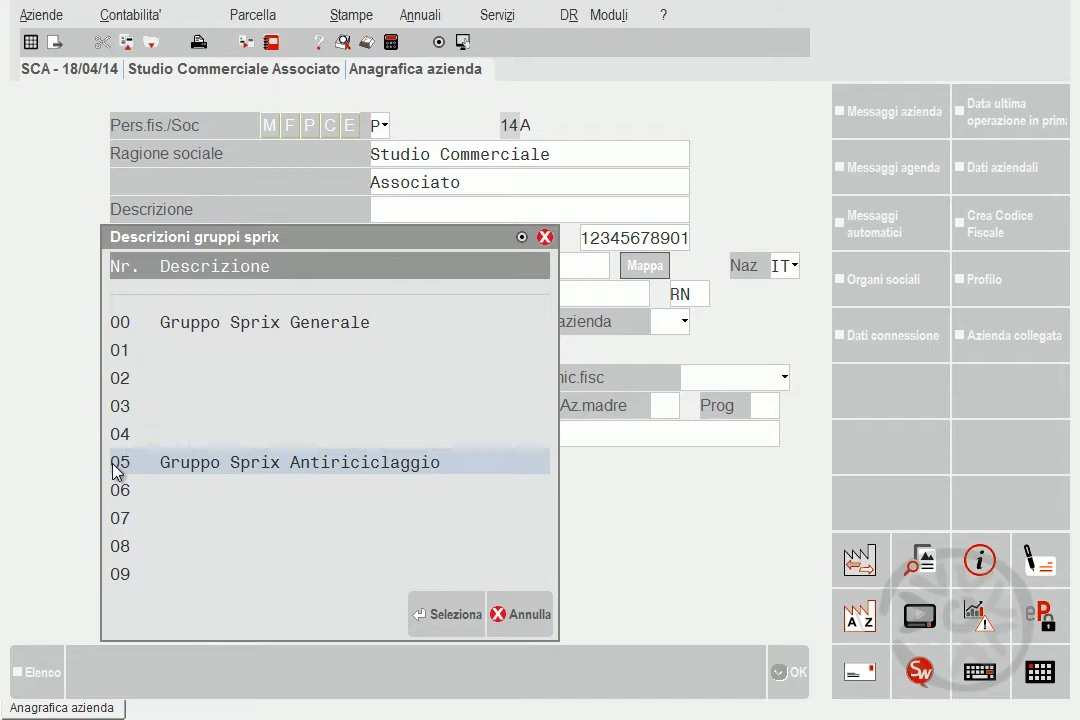 Aziende Contabilita' Parcella Stampe Annuali Servizi DR Moduli ?
SCA - 18/04/14 Studio Commerciale Associato Anagrafica azienda
Pers.fis./Soc M F P C E P 14A
Ragione sociale Studio Commerciale
Associato
Descrizione
Descrizioni gruppi sprix
12345678901
Nr. Descrizione
Mappa Naz IT
RN
00 Gruppo Sprix Generale
azienda
01
02
nic.fisc
03
Az.madre Prog
04
05 Gruppo Sprix Antiriciclaggio
06
07
08
09
Seleziona Annulla
Elenco OK
Anagrafica azienda
Messaggi azienda
Data ultima
operazione in prim
Messaggi agenda Dati aziendali
Messaggi
automatici
Crea Codice
Fiscale
Organi sociali Profilo
Dati connessione Azienda collegata
i
A Z
eP
Sw